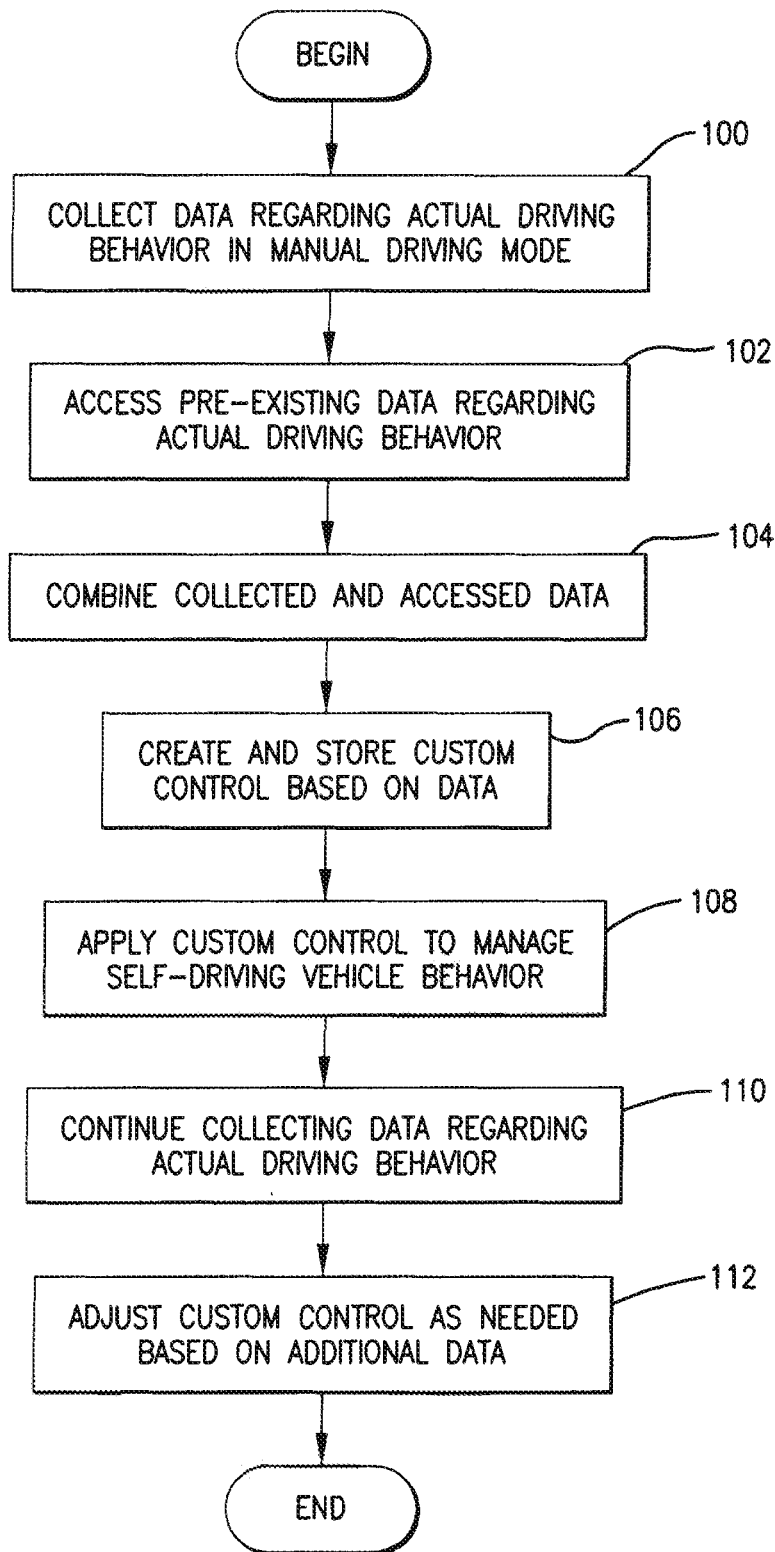 BEGIN
100
COLLECT DATA REGARDING ACTUAL DRIVING
BEHAVIOR IN MANUAL DRIVING MODE
102
ACCESS PRE-EXISTING DATA REGARDING
ACTUAL DRIVING BEHAVIOR
104
COMBINE COLLECTED AND ACCESSED DATA
106
CREATE AND STORE CUSTOM
CONTROL BASED ON DATA
108
APPLY CUSTOM CONTROL TO MANAGE
SELF-DRIVING VEHICLE BEHAVIOR
110
CONTINUE COLLECTING DATA REGARDING
ACTUAL DRIVING BEHAVIOR
112
ADJUST CUSTOM CONTROL AS NEEDED
BASED ON ADDITIONAL DATA
END